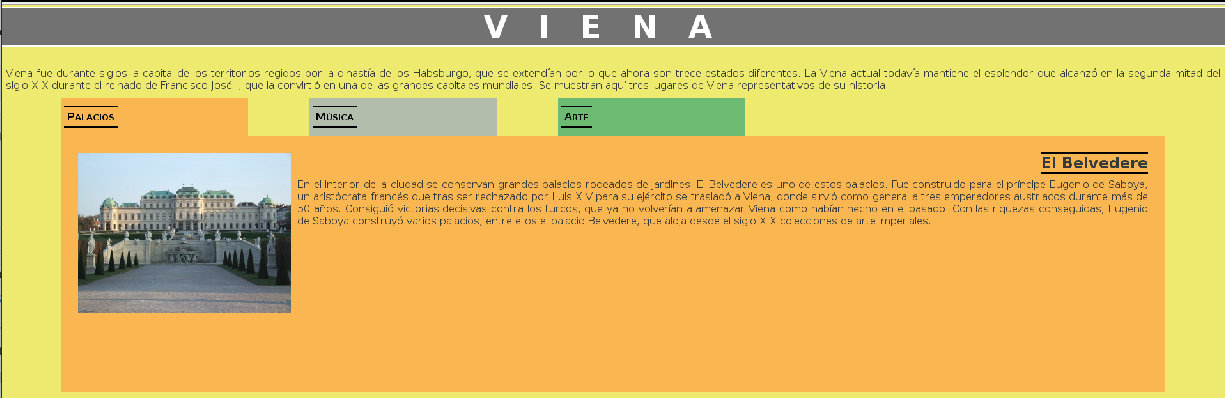 V I E N A
Viena fue durante siglos la capital de los territorios regidos por la dinastía de los Habsburgo, que se extendían por lo que ahora son trece estados diferentes. La Viena actual todavía mantiene el esplendor que alcanzó en la segunda mitad del
siglo XIX durante el reinado de Francisco José I, que la convirtió en una de las grandes capitales mundiales. Se muestran aquí tres lugares de Viena representativos de su historia.
PALACIOS
MÚSICA
ARTE
El Belvedere
En el interior de la ciudad se conservan grandes palacios rodeados de jardines. El Belvedere es uno de estos palacios. Fue construido para el príncipe Eugenio de Saboya,
un aristócrata francés que tras ser rechazado por Luis XIV para su ejército se trasladó a Viena, donde sirvió como general a tres emperadores austriacos durante más de
50 años. Consiguió victorias decisivas contra los turcos, que ya no volverían a amenazar Viena como habían hecho en el pasado. Con las riquezas conseguidas, Eugenio
de Saboya construyó varios palacios, entre ellos el palacio Belvedere, que aloja desde el siglo XIX colecciones de arte imperiales.